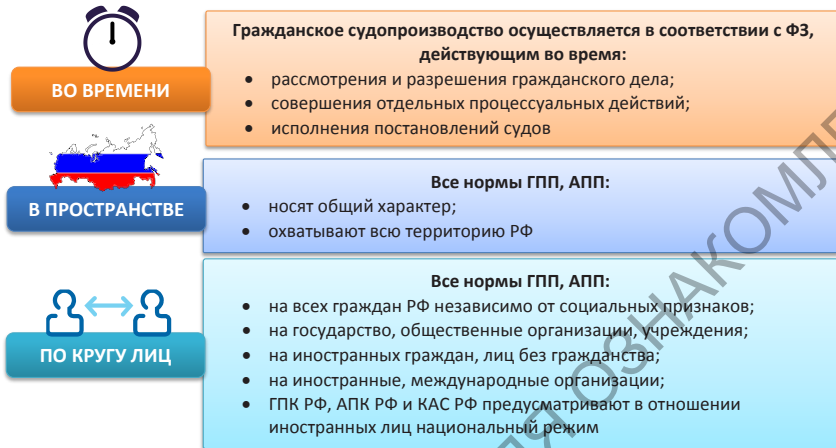 Гражданское судопроизводство осуществляется в соответствии с ФЗ,
действующим во время:
• рассмотрения и разрешения гражданского дела;
• совершения отдельных процессуальных действий;
• исполнения постановлений судов
ВО ВРЕМЕНИ
Все нормы ГПП, АПП:
• носят общий характер;
• охватывают всю территорию РФ
В ПРОСТРАНСТВЕ
Все нормы ГПП, АПП:
• на всех граждан РФ независимо от социальных признаков;
• на государство, общественные организации, учреждения;
• на иностранных граждан, лиц без гражданства;
• на иностранные, международные организации;
• ГПК РФ, АПК РФ и КАС РФ предусматривают в отношении
иностранных лиц национальный режим
ПО КРУГУ ЛИЦ